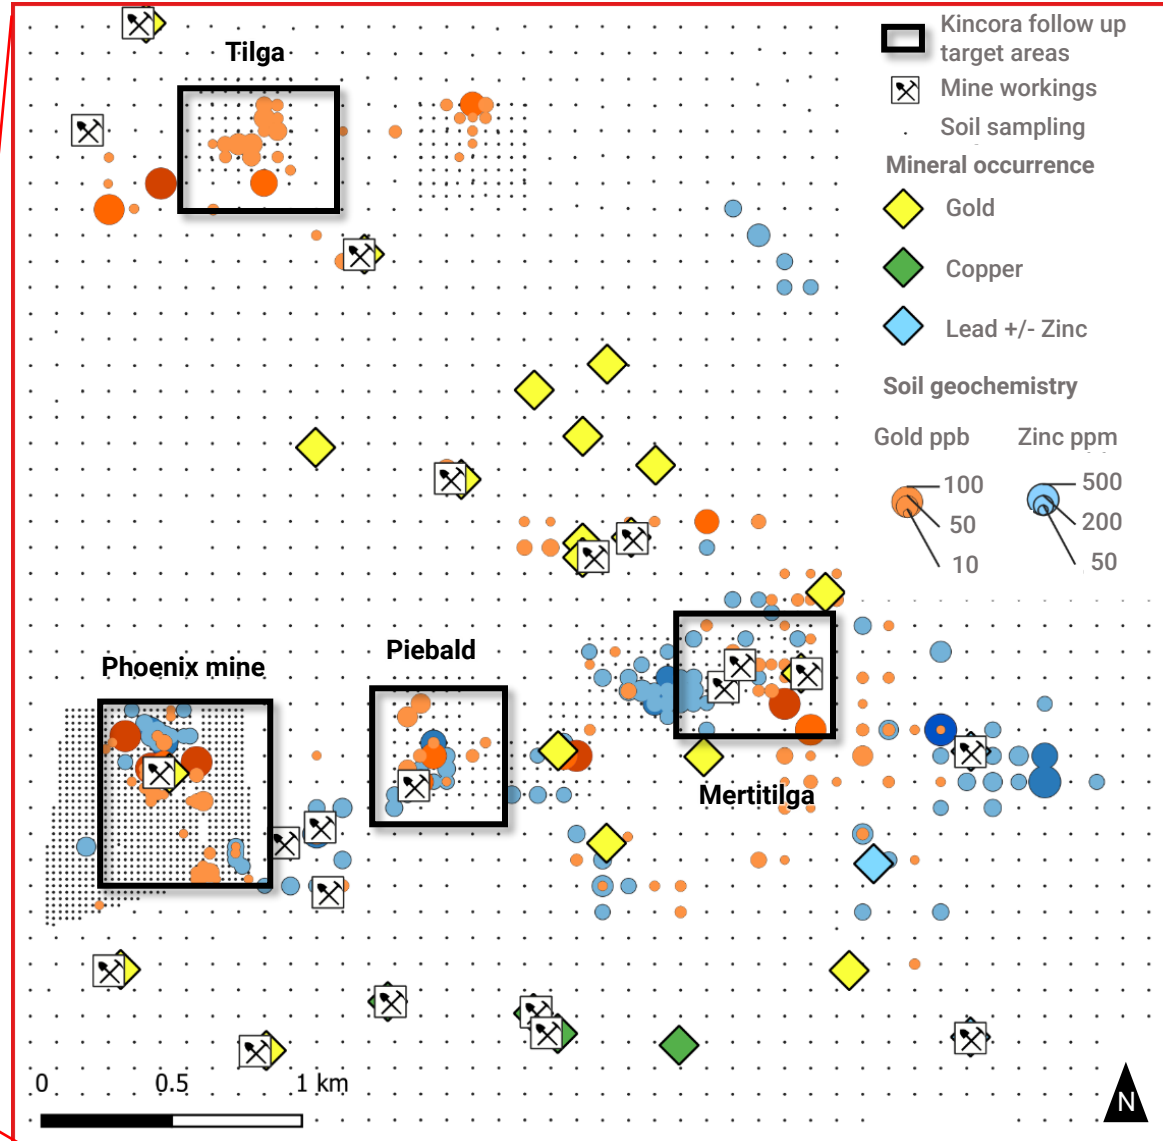 Tilga
Kincora follow up
target areas
Mine workings
Soil sampling
Mineral occurrence
Gold
Copper
Lead +/- Zinc
Soil geochemistry
Gold ppb
Zinc ppm
100
50
10
500
200
50
Piebald
Phoenix mine
Mertitilga
0 0.5 1 km
N